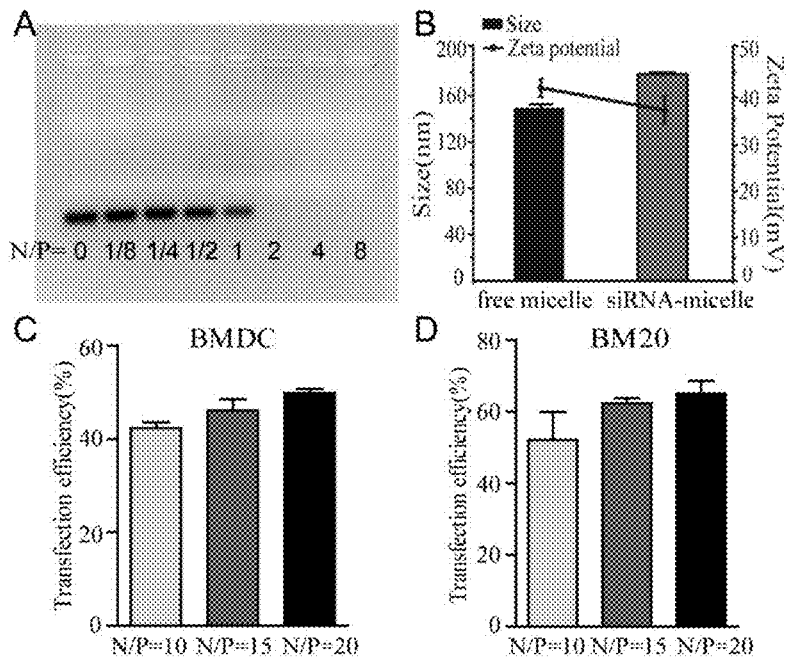 A
N/P= 0 1/8 1/4 1/2 1 2 4 8
B
Size
Zeta potential
200
160
120
80
40
0
Size(nm)
50
40
30
20
10
0
Zeta Potential(mV)
free micelle siRNA-micelle
C
BMDC
Transfection efficiency(%)
60
40
20
0
N/P=10 N/P=15 N/P=20
D
BM20
Transfection efficiency(%)
80
60
40
20
0
N/P=10 N/P=15 N/P=20